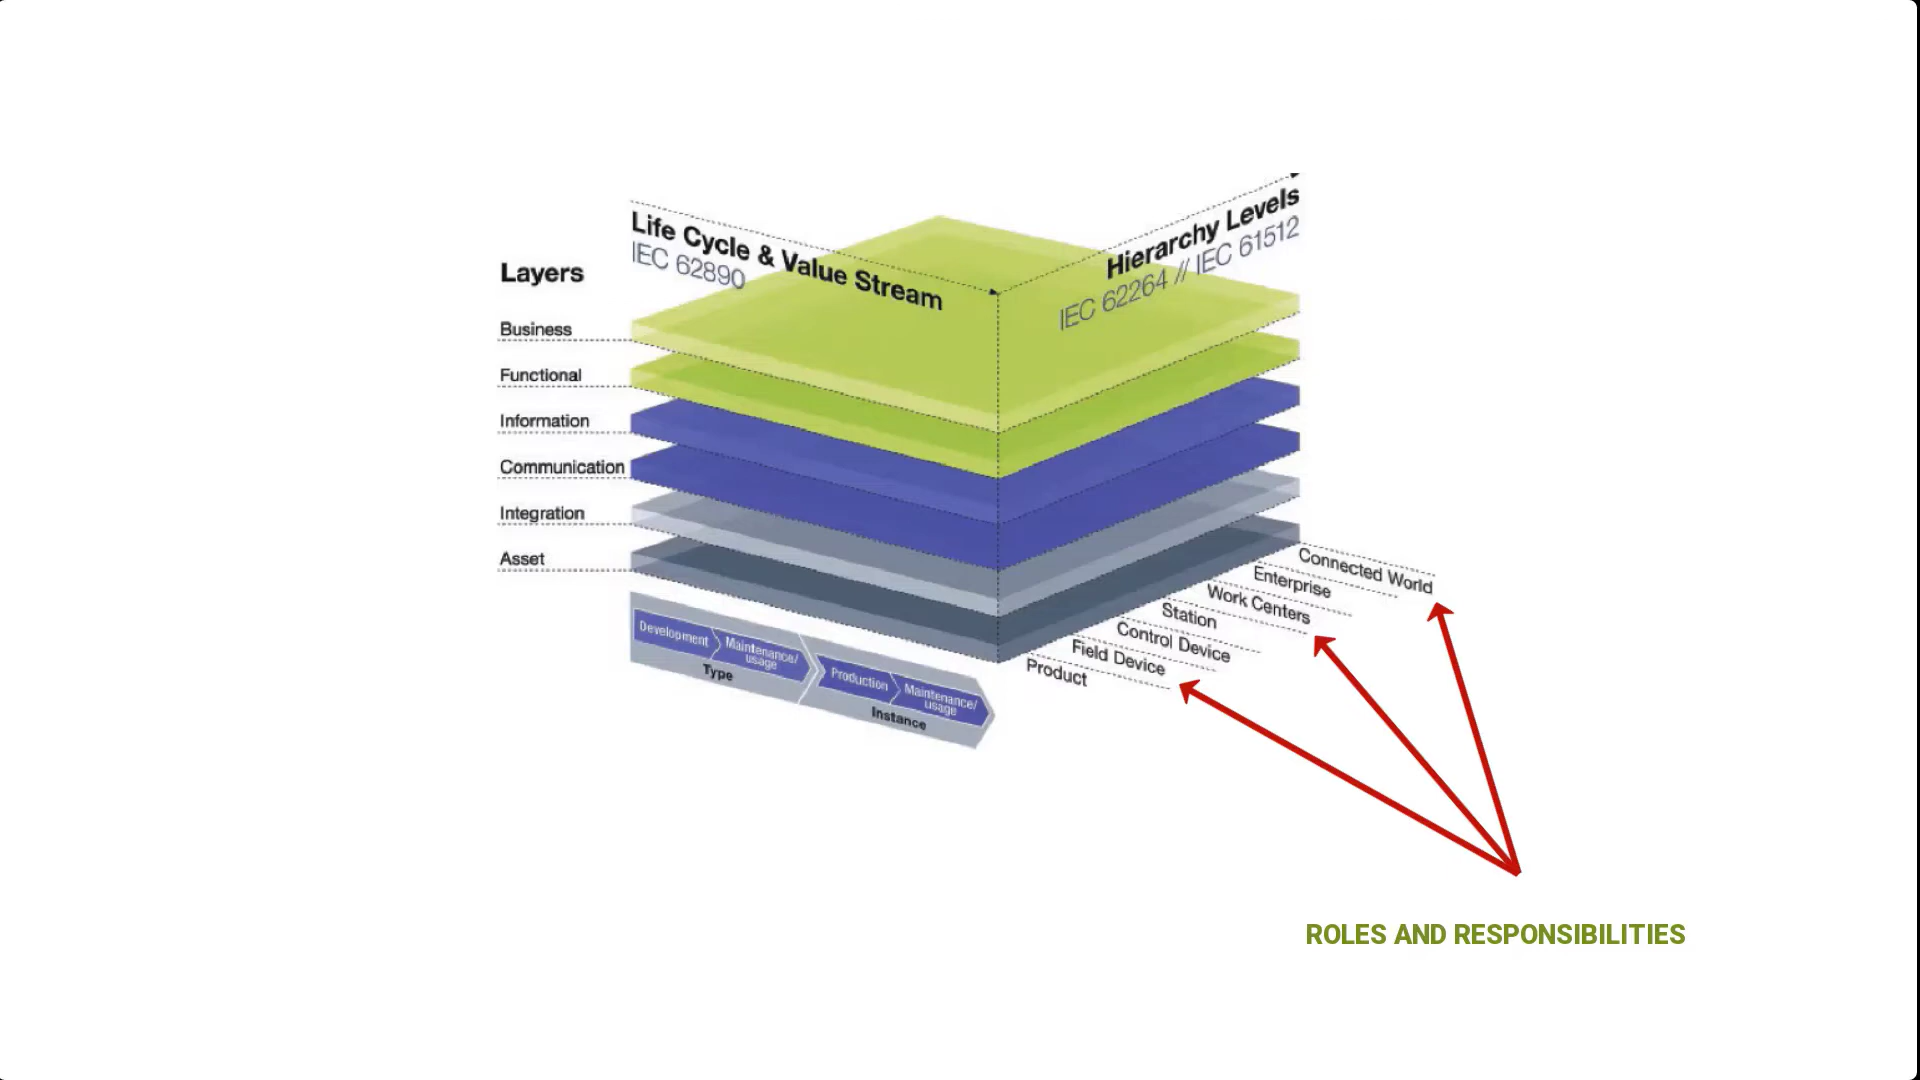 Life Cycle & Value Stream
IEC 62890
Hierarchy Levels
IEC 62264 // IEC 61512
Layers
Business
Functional
Information
Communication
Integration
Asset
Connected World
Enterprise
Work Centers
Station
Control Device
Field Device
Product
Development
Maintenance/
usage
Type
Production
Maintenance/
usage
Instance
ROLES AND RESPONSIBILITIES